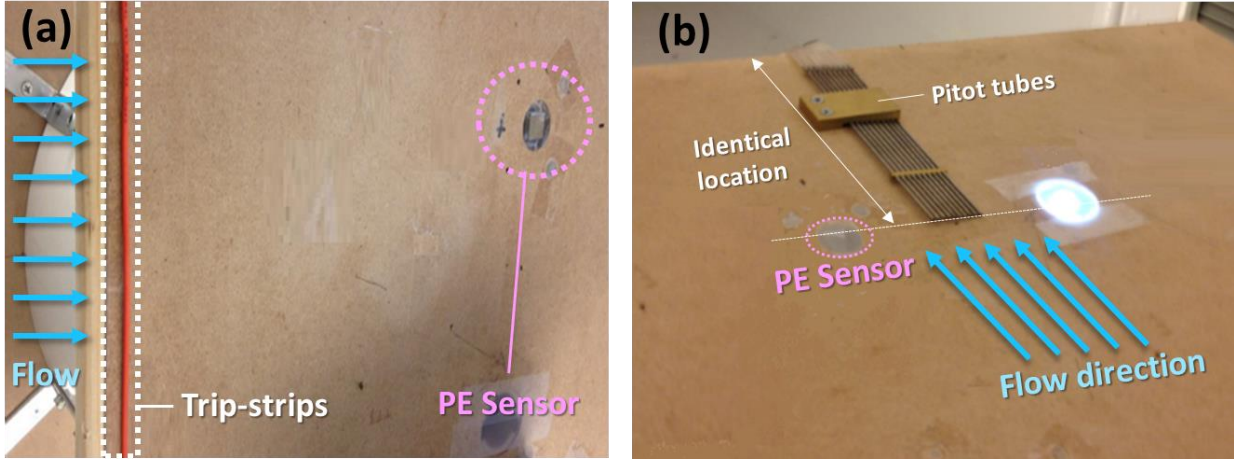 (a)
Flow
Trip-strips
PE Sensor
(b)
Pitot tubes
Identical
location
PE Sensor
Flow direction